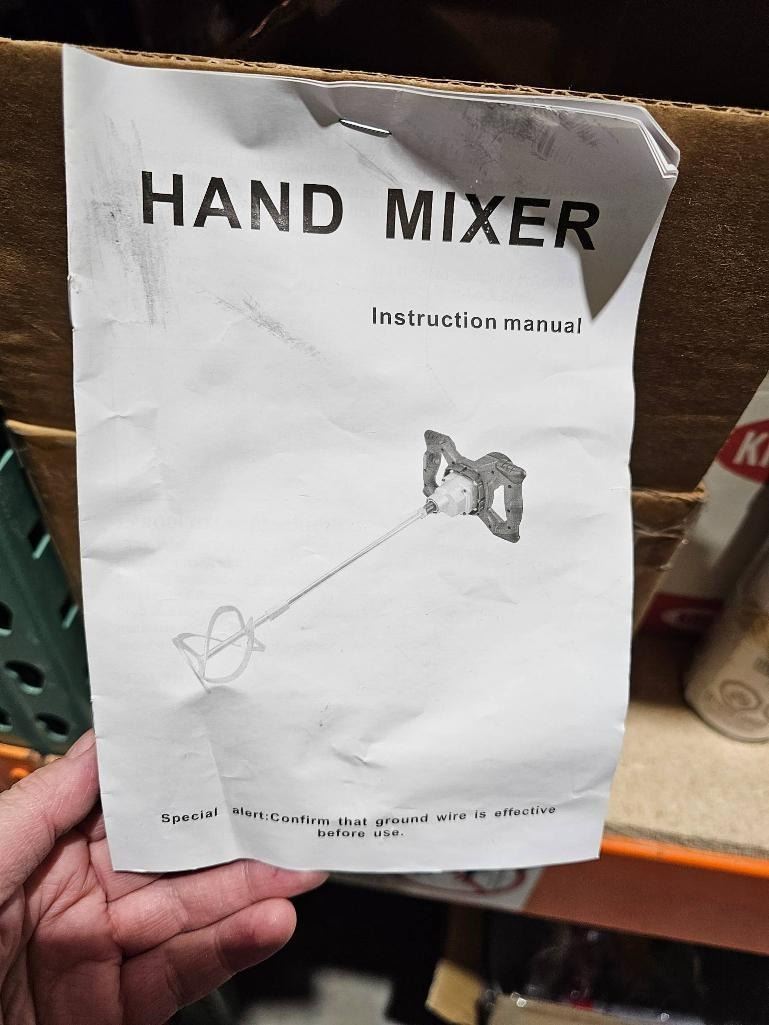 HAND MIXER
Instruction manual
Special alert:Confirm that ground wire is effective
before use.